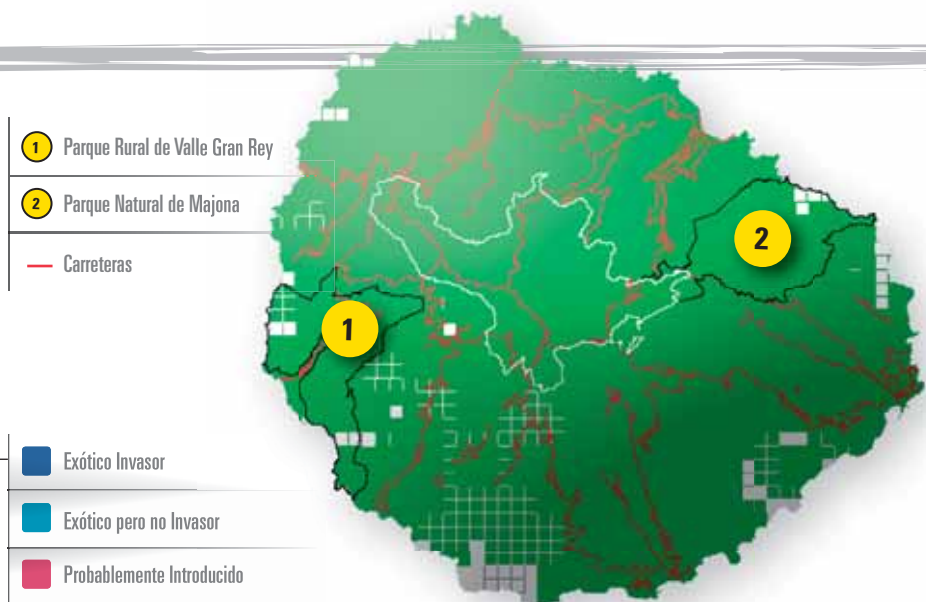 1 Parque Rural de Valle Gran Rey
2 Parque Natural de Majona
Carreteras
2
1
Exótico Invasor
Exótico pero no Invasor
Probablemente Introducido